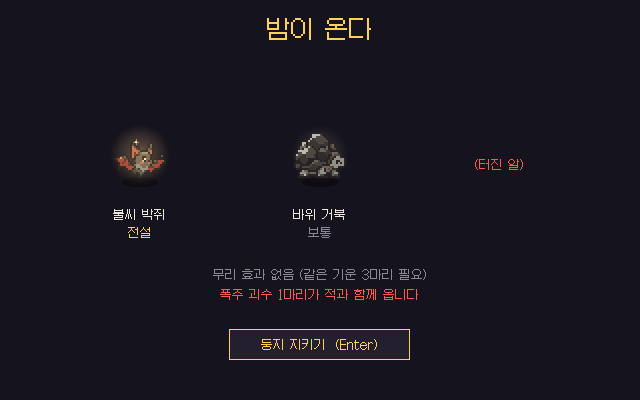 밤이 온다
(터진 알)
불씨 박쥐
바위 거북
전설
보통
무리 효과 없음 (같은 기운 3마리 필요)
폭주 괴수 1마리가 적과 함께 옵니다
둥지 지키기 (Enter)